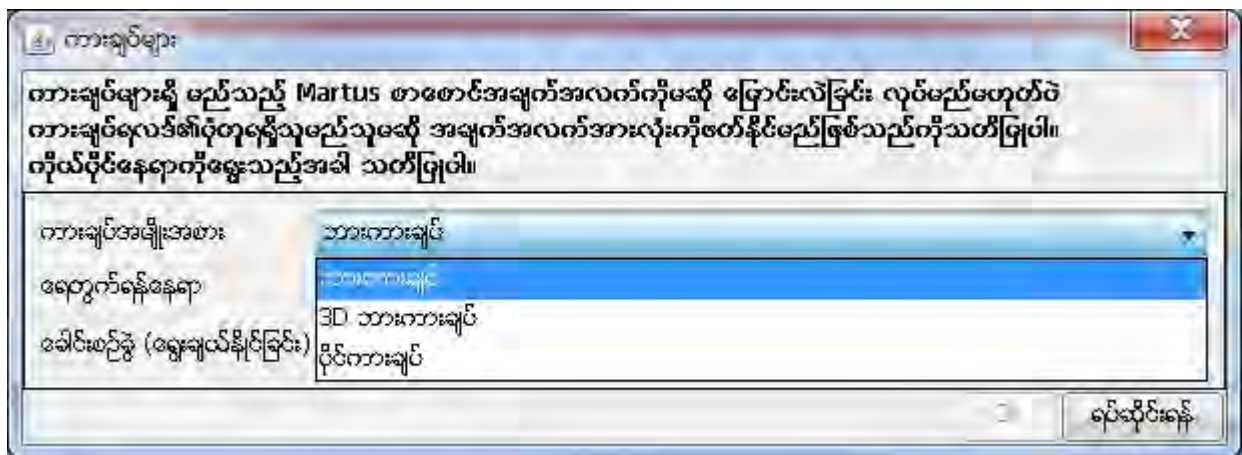 ကားချပ်များ
ကားချပ်များရှိ မည်သည့် Martus စာစောင်အချက်အလက်ကိုမဆို ပြောင်းလဲခြင်း လုပ်မည်မဟုတ်ပဲ
ကားချပ်ရလဒ်၏ပုံတူရရှိသူမည်သူမဆို အချက်အလက်အားလုံးကိုဖတ်နိုင်မည်ဖြစ်သည်ကိုသတိပြုပါ။
ကိုယ်ပိုင်နေရာကိုရွေးသည့်အခါ သတိပြုပါ။
ကားချပ်အမျိုးအစား ဘားကားချပ်
ဘားကားချပ်
ရေတွက်ရန်နေရာ
3D ဘားကားချပ်
ခေါင်းစဉ်ခွဲ (ရွေးချယ်နိုင်ခြင်း)
ပိုင်ကားချပ်
ရပ်ဆိုင်းရန်